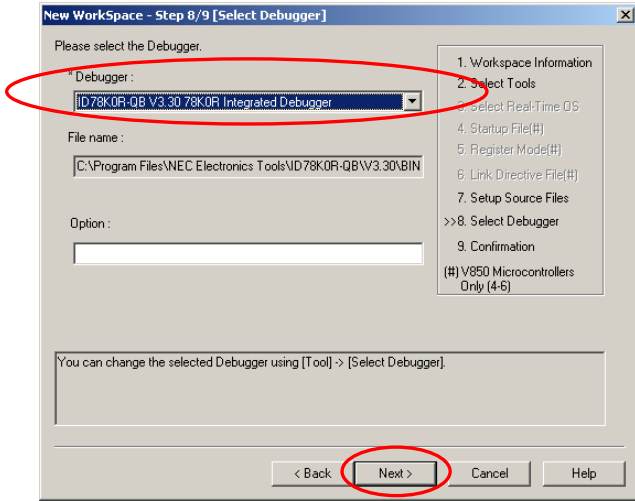 New WorkSpace - Step 8/9 [Select Debugger]
Please select the Debugger.
* Debugger :
ID78K0R-QB V3.30 78K0R Integrated Debugger
File name :
C:\Program Files\NEC Electronics Tools\ID78K0R-QB\V3.30\BIN
Option :
1. Workspace Information
2. Select Tools
3. Select Real-Time OS
4. Startup File(#)
5. Register Mode(#)
6. Link Directive File(#)
7. Setup Source Files
>>8. Select Debugger
9. Confirmation
(#) V850 Microcontrollers
Only (4-6)
You can change the selected Debugger using [Tool] -> [Select Debugger].
< Back
Next >
Cancel
Help